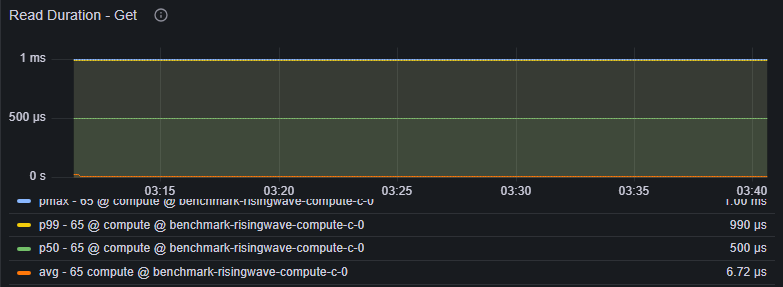 Read Duration - Get
1 ms
500 µs
0 s
03:15 03:20 03:25 03:30 03:35 03:40
pmax - 65 @ compute @ benchmark-risingwave-compute-c-0 1.00 ms
p99 - 65 @ compute @ benchmark-risingwave-compute-c-0 990 µs
p50 - 65 @ compute @ benchmark-risingwave-compute-c-0 500 µs
avg - 65 compute @ benchmark-risingwave-compute-c-0 6.72 µs